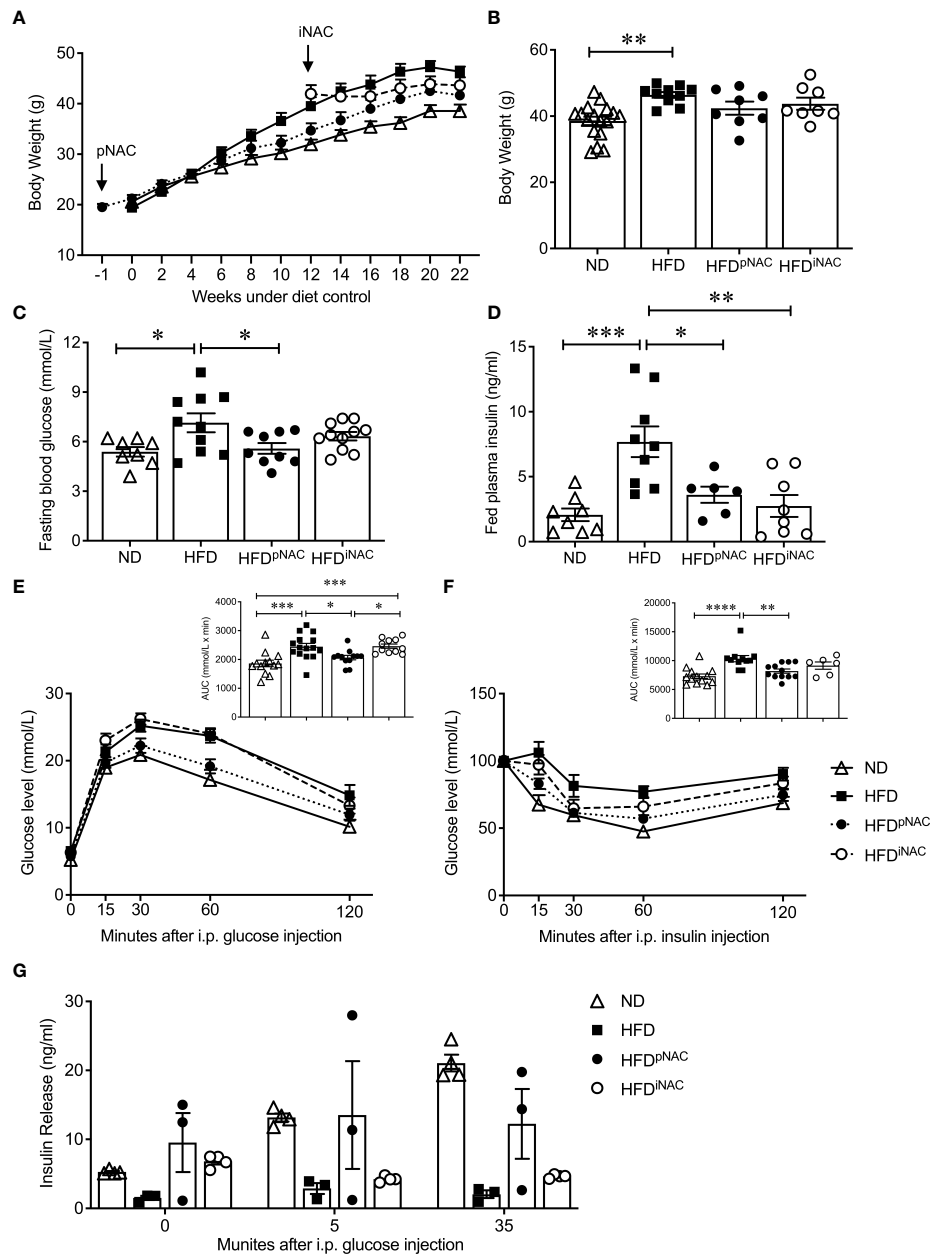 A
iNAC
pNAC
Body Weight (g)
50
40
30
20
10
-1 0 2 4 6 8 10 12 14 16 18 20 22
Weeks under diet control
B
**
Body Weight (g)
60
40
20
0
ND HFD HFDpNAC HFDiNAC
C
* *
Fasting blood glucose (mmol/L)
12
9
6
3
0
ND HFD HFDpNAC HFDiNAC
D
**
*** *
Fed plasma insulin (ng/ml)
15
10
5
0
ND HFD HFDpNAC HFDiNAC
E
***
*** * *
AUC (mmol/L x min)
4000
3000
2000
1000
0
Glucose level (mmol/L)
30
20
10
0
0 15 30 60 120
Minutes after i.p. glucose injection
F
**** **
AUC (mmol/L x min)
20000
15000
10000
5000
0
Glucose level (mmol/L)
150
100
50
0
0 15 30 60 120
Minutes after i.p. insulin injection
ND
HFD
HFDpNAC
HFDiNAC
G
Insulin Release (ng/ml)
30
20
10
0
0 5 35
Munites after i.p. glucose injection
ND
HFD
HFDpNAC
HFDiNAC